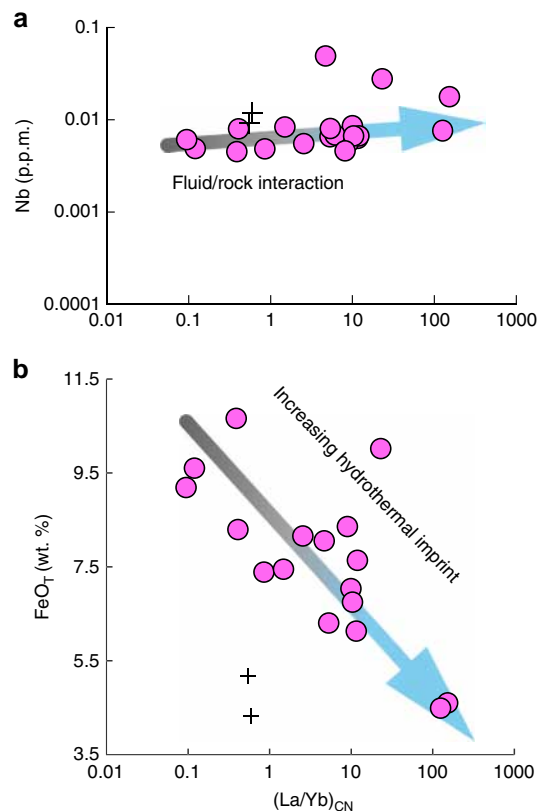 a
0.1
0.01
0.001
0.0001
Nb (p.p.m.)
Fluid/rock interaction
0.01 0.1 1 10 100 1000
b
11.5
9.5
7.5
5.5
3.5
FeOT (wt. %)
Increasing hydrothermal imprint
0.01 0.1 1 10 100 1000
(La/Yb)CN